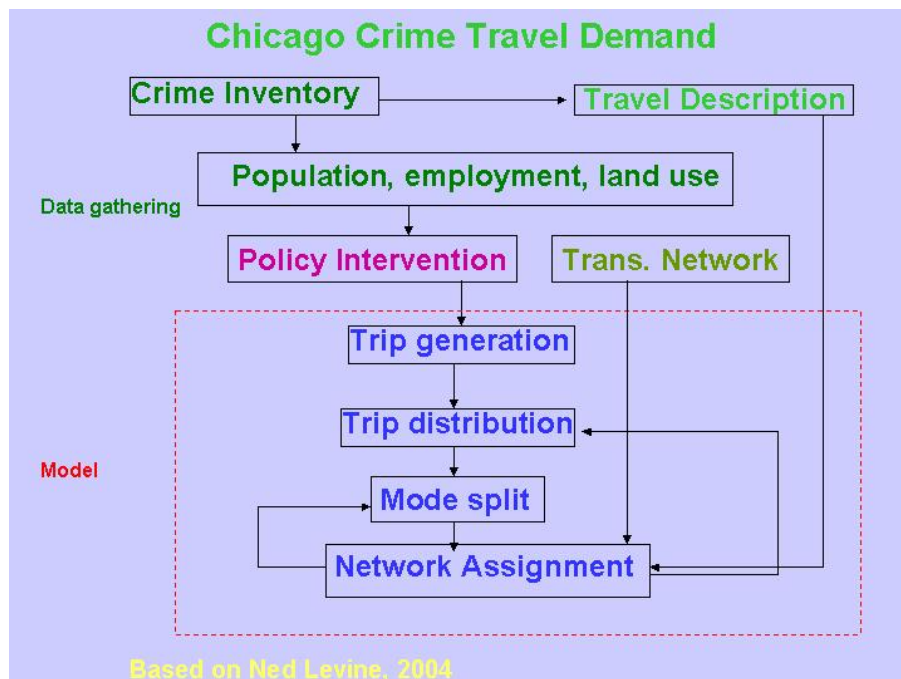 Chicago Crime Travel Demand
Crime Inventory
Travel Description
Population, employment, land use
Data gathering
Policy Intervention
Trans. Network
Trip generation
Trip distribution
Model
Mode split
Network Assignment
Based on Ned Levine, 2004